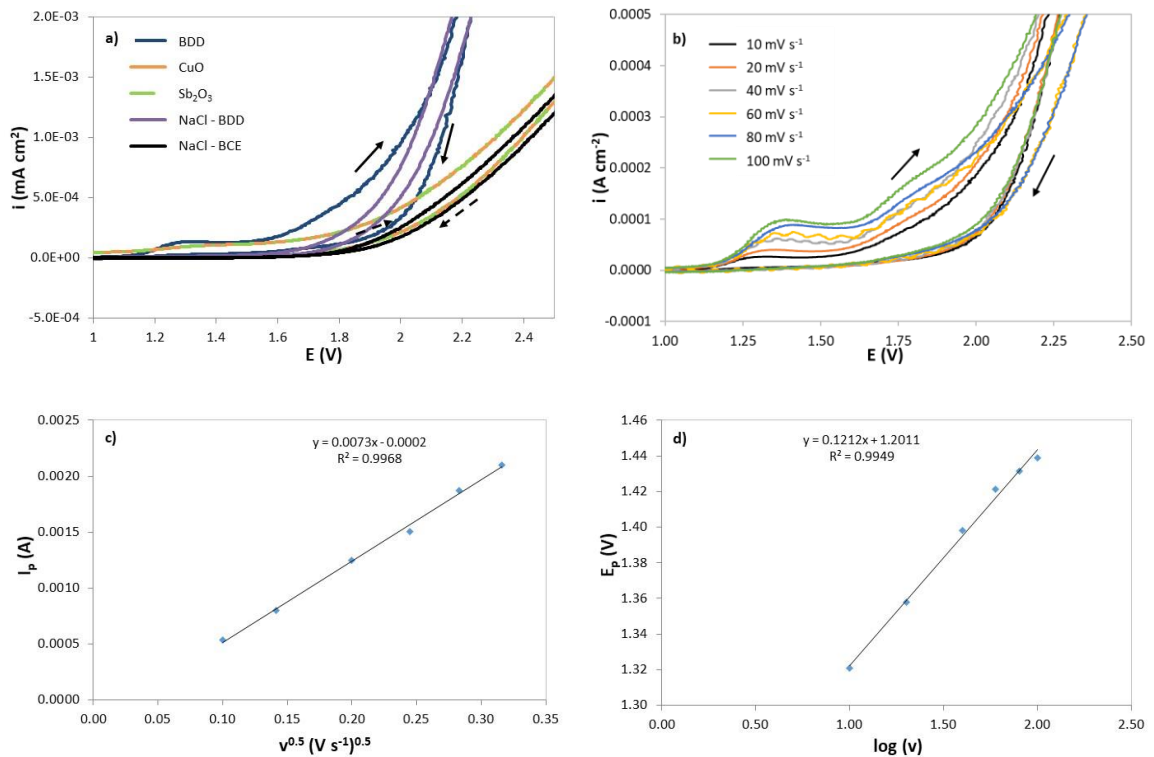 a)
2.0E-03
1.5E-03
1.0E-03
5.0E-04
0.0E+00
-5.0E-04
i (mA cm²)
BDD
CuO
Sb₂O₃
NaCl - BDD
NaCl - BCE
1 1.2 1.4 1.6 1.8 2 2.2 2.4
E (V)
b)
0.0005
0.0004
0.0003
0.0002
0.0001
0.0000
-0.0001
i (A cm⁻²)
10 mV s⁻¹
20 mV s⁻¹
40 mV s⁻¹
60 mV s⁻¹
80 mV s⁻¹
100 mV s⁻¹
1.00 1.25 1.50 1.75 2.00 2.25 2.50
E (V)
c)
0.0025
0.0020
0.0015
0.0010
0.0005
0.0000
Iₚ (A)
y = 0.0073x - 0.0002
R² = 0.9968
0.00 0.05 0.10 0.15 0.20 0.25 0.30 0.35
v⁰·⁵ (V s⁻¹)⁰·⁵
d)
1.46
1.44
1.42
1.40
1.38
1.36
1.34
1.32
1.30
Eₚ (V)
y = 0.1212x + 1.2011
R² = 0.9949
0.00 0.50 1.00 1.50 2.00 2.50
log (v)